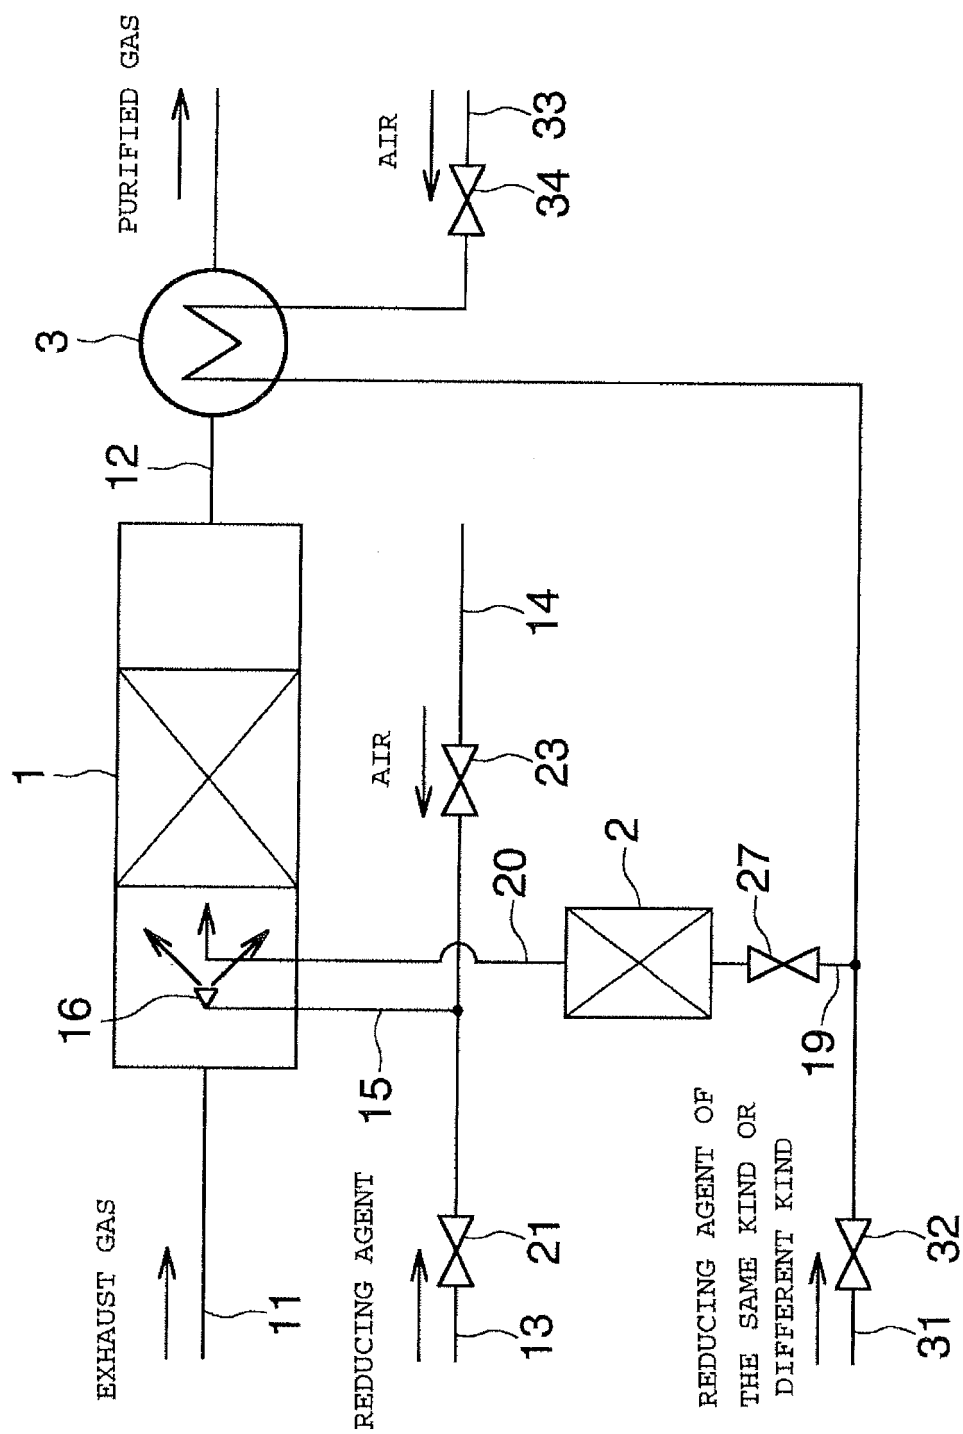 EXHAUST GAS
11
16
1
12
3
PURIFIED GAS
REDUCING AGENT
13
21
15
AIR
23
14
AIR
34
33
20
2
27
19
REDUCING AGENT OF
THE SAME KIND OR
DIFFERENT KIND
31
32